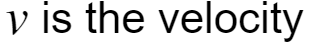 v is the velocity